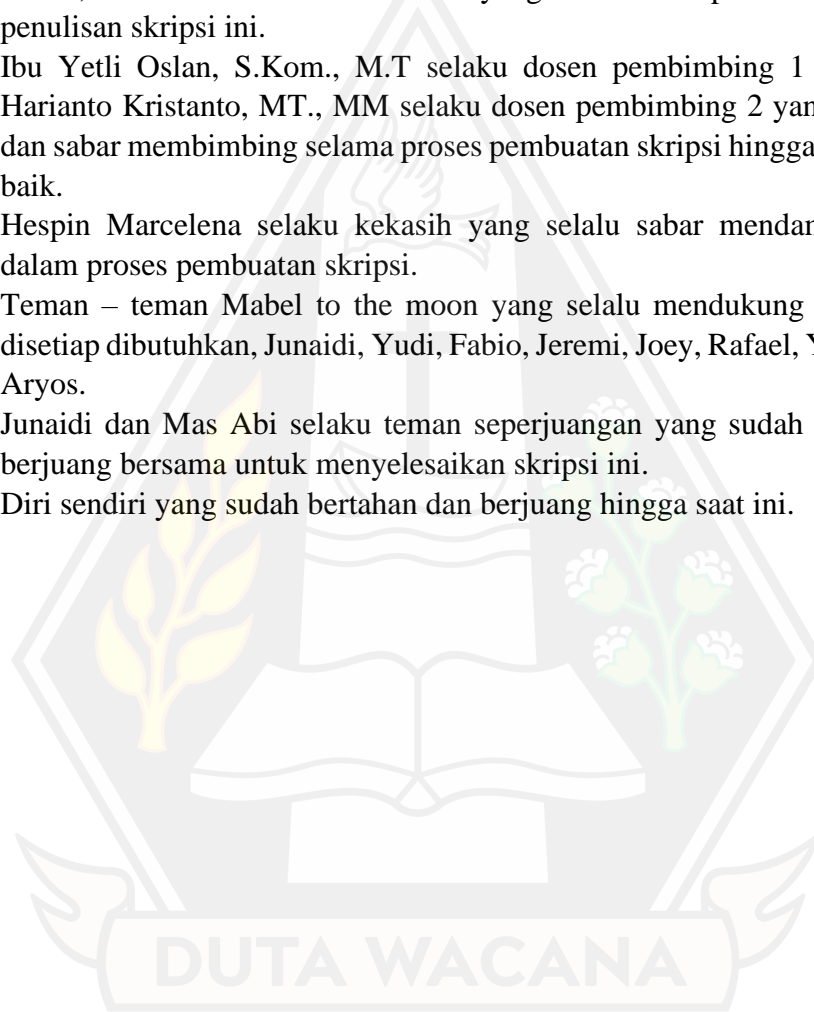 penulisan skripsi ini.
Ibu Yetli Oslan, S.Kom., M.T selaku dosen pembimbing 1
Harianto Kristanto, MT., MM selaku dosen pembimbing 2 yan
dan sabar membimbing selama proses pembuatan skripsi hingga
baik.
Hespin Marcelena selaku kekasih yang selalu sabar mendan
dalam proses pembuatan skripsi.
Teman – teman Mabel to the moon yang selalu mendukung
disetiap dibutuhkan, Junaidi, Yudi, Fabio, Jeremi, Joey, Rafael, Y
Aryos.
Junaidi dan Mas Abi selaku teman seperjuangan yang sudah
berjuang bersama untuk menyelesaikan skripsi ini.
Diri sendiri yang sudah bertahan dan berjuang hingga saat ini.
DUTA WACANA